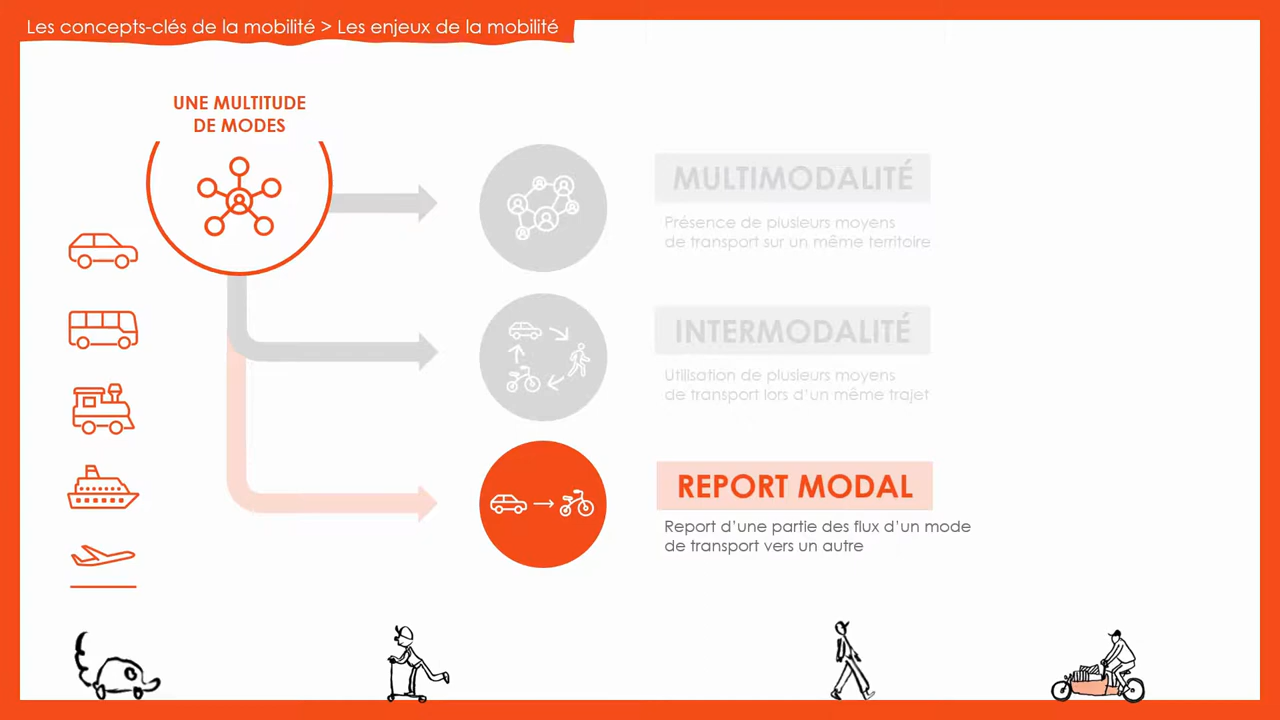 Les concepts-clés de la mobilité > Les enjeux de la mobilité
UNE MULTITUDE
DE MODES
MULTIMODALITÉ
Présence de plusieurs moyens
de transport sur un même territoire
INTERMODALITÉ
Utilisation de plusieurs moyens
de transport lors d'un même trajet
REPORT MODAL
Report d'une partie des flux d'un mode
de transport vers un autre